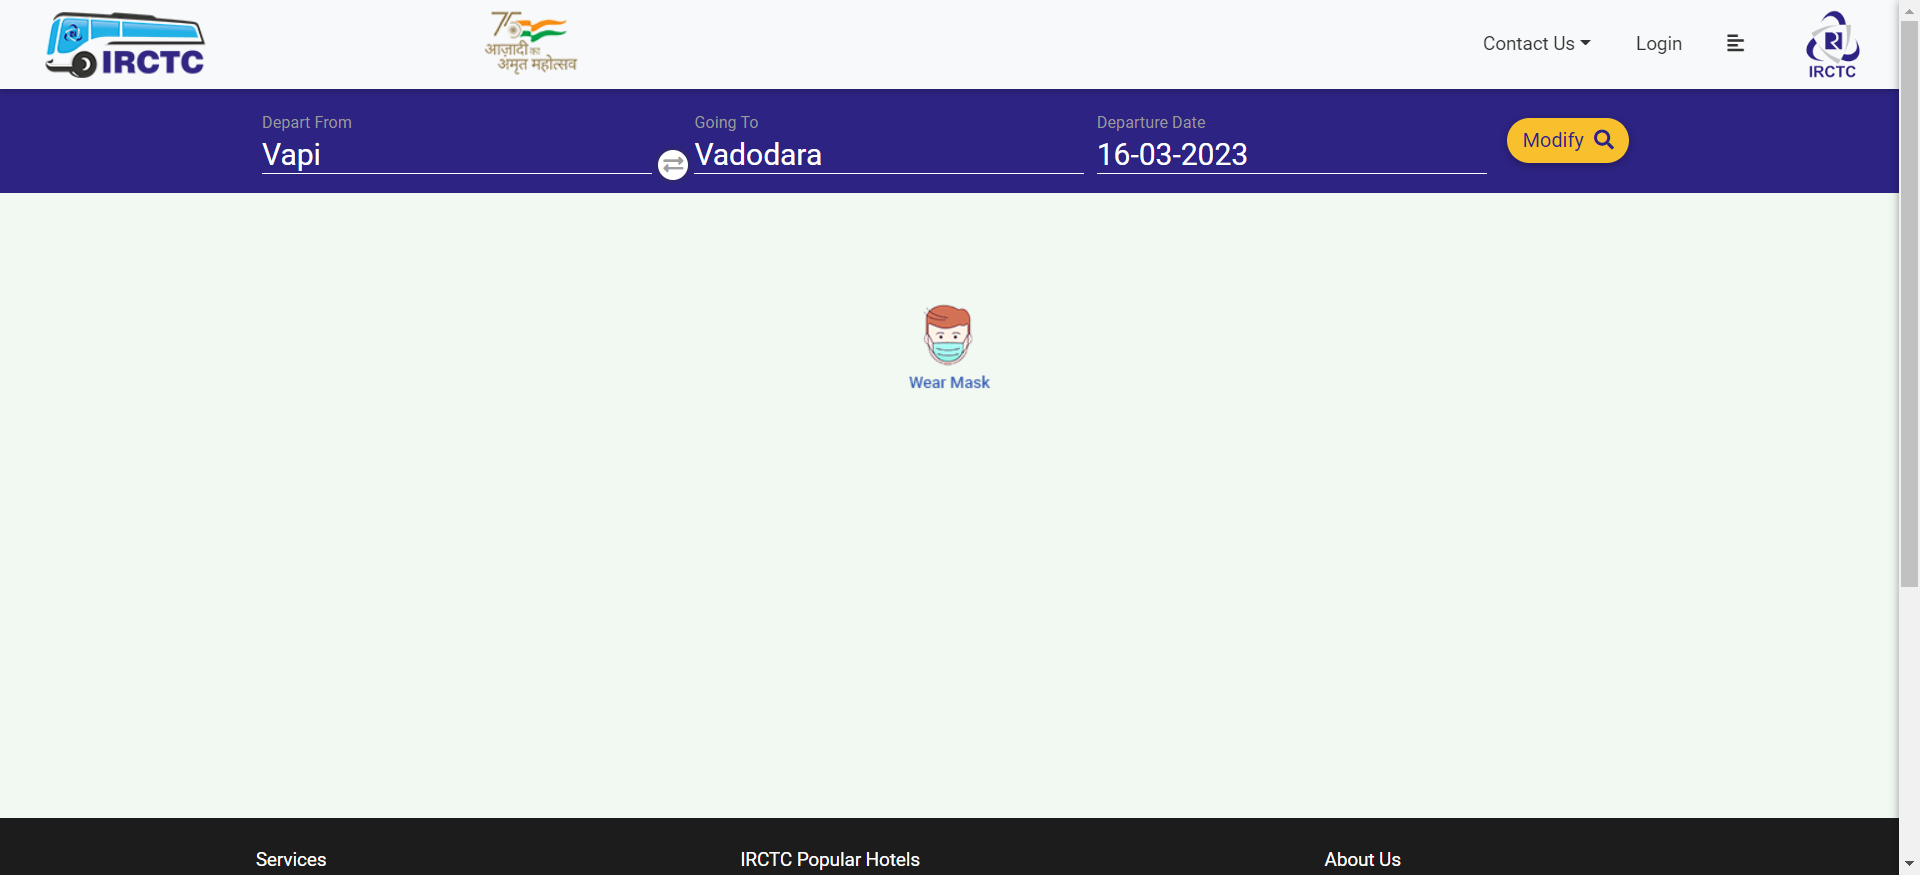 IRCTC
75
आज़ादी का
अमृत महोत्सव
Contact Us
Login
IRCTC
Depart From
Vapi
Going To
Vadodara
Departure Date
16-03-2023
Modify
Wear Mask
Services
IRCTC Popular Hotels
About Us